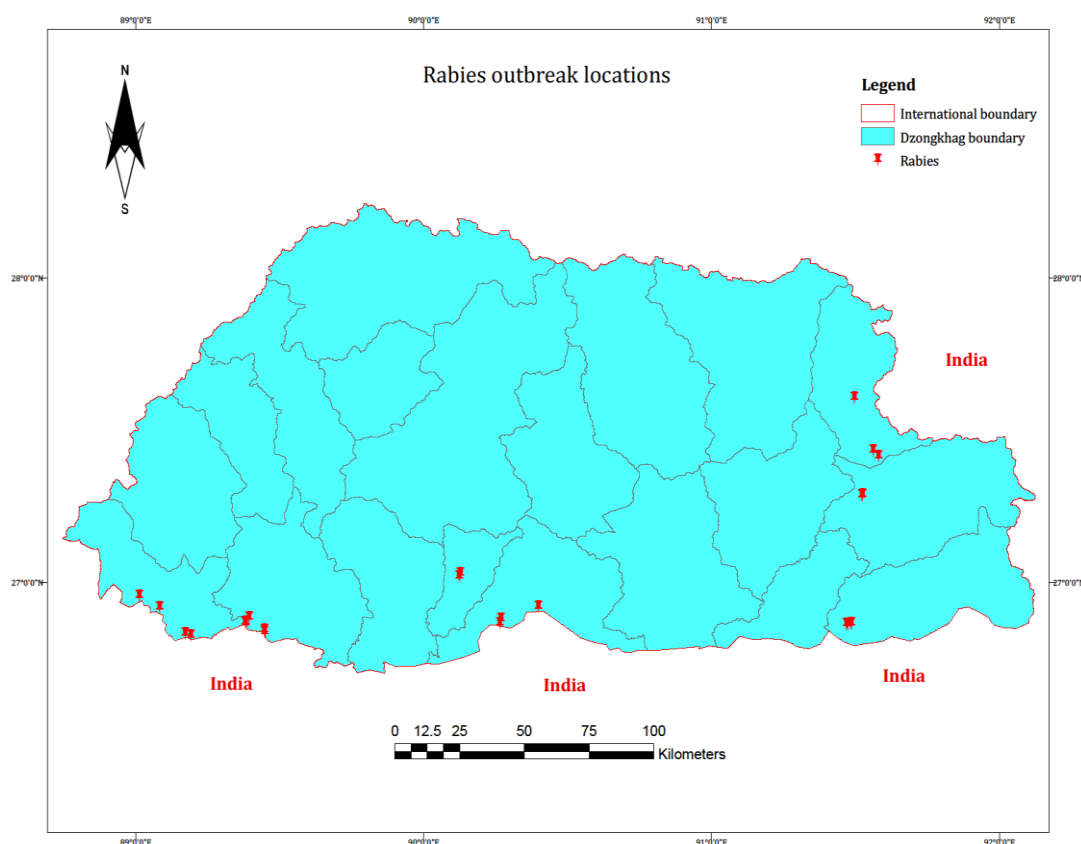 89°0'0"E 90°0'0"E 91°0'0"E 92°0'0"E
Rabies outbreak locations
N
S
Legend
International boundary
Dzongkhag boundary
Rabies
28°0'0"N 28°0'0"N
India
27°0'0"N 27°0'0"N
India India India
0 12.5 25 50 75 100
Kilometers
89°0'0"E 90°0'0"E 91°0'0"E 92°0'0"E